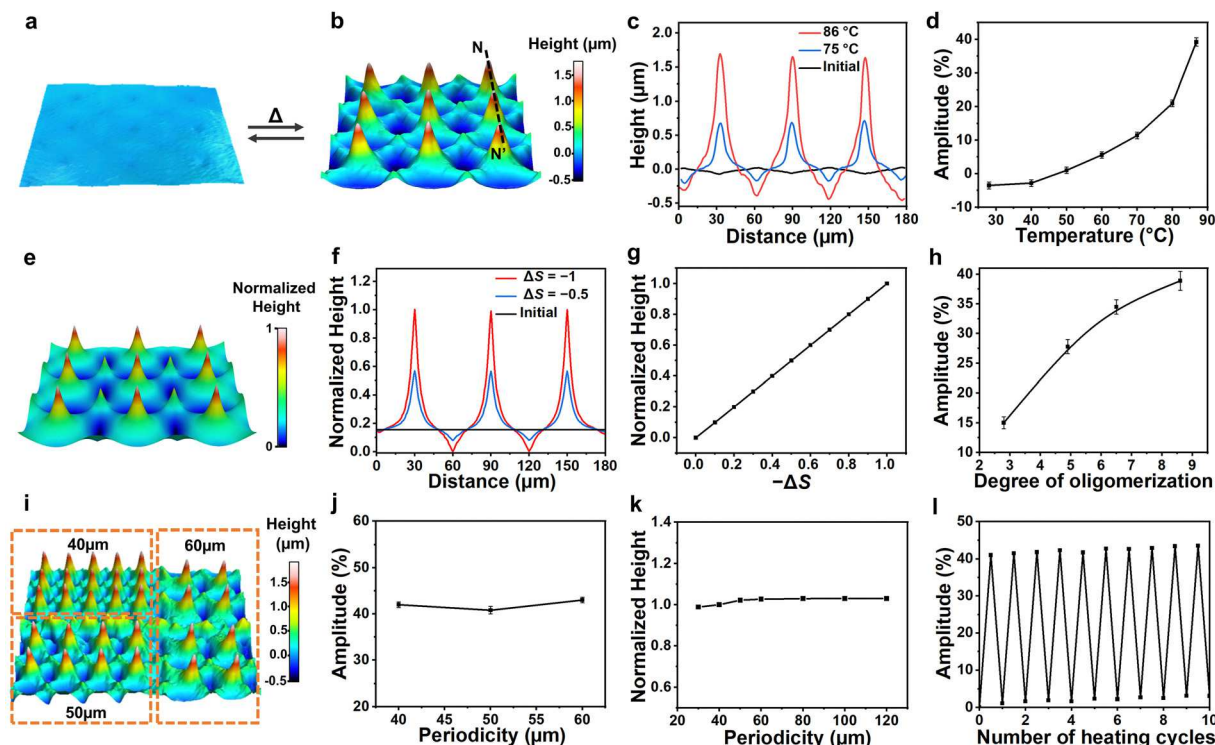 a
Δ
b
N
N'
Height (µm)
1.5
1.0
0.5
0.0
-0.5
c
86 °C
75 °C
Initial
Height (µm)
2.0
1.5
1.0
0.5
0.0
-0.5
0 30 60 90 120 150 180
Distance (µm)
d
Amplitude (%)
40
30
20
10
0
-10
30 40 50 60 70 80 90
Temperature (°C)
e
Normalized
Height
1
0
f
ΔS = −1
ΔS = −0.5
Initial
Normalized Height
1.2
1.0
0.8
0.6
0.4
0.2
0.0
0 30 60 90 120 150 180
Distance (µm)
g
Normalized Height
1.0
0.8
0.6
0.4
0.2
0.0
0.0 0.2 0.4 0.6 0.8 1.0
−ΔS
h
Amplitude (%)
40
35
30
25
20
15
10
2 3 4 5 6 7 8 9
Degree of oligomerization
i
40µm
60µm
50µm
Height
(µm)
1.5
1.0
0.5
0.0
-0.5
j
Amplitude (%)
60
50
40
30
20
40 45 50 55 60
Periodicity (µm)
k
Normalized Height
1.4
1.2
1.0
0.8
0.6
20 40 60 80 100 120
Periodicity (µm)
l
Amplitude (%)
50
40
30
20
10
0
0 2 4 6 8 10
Number of heating cycles